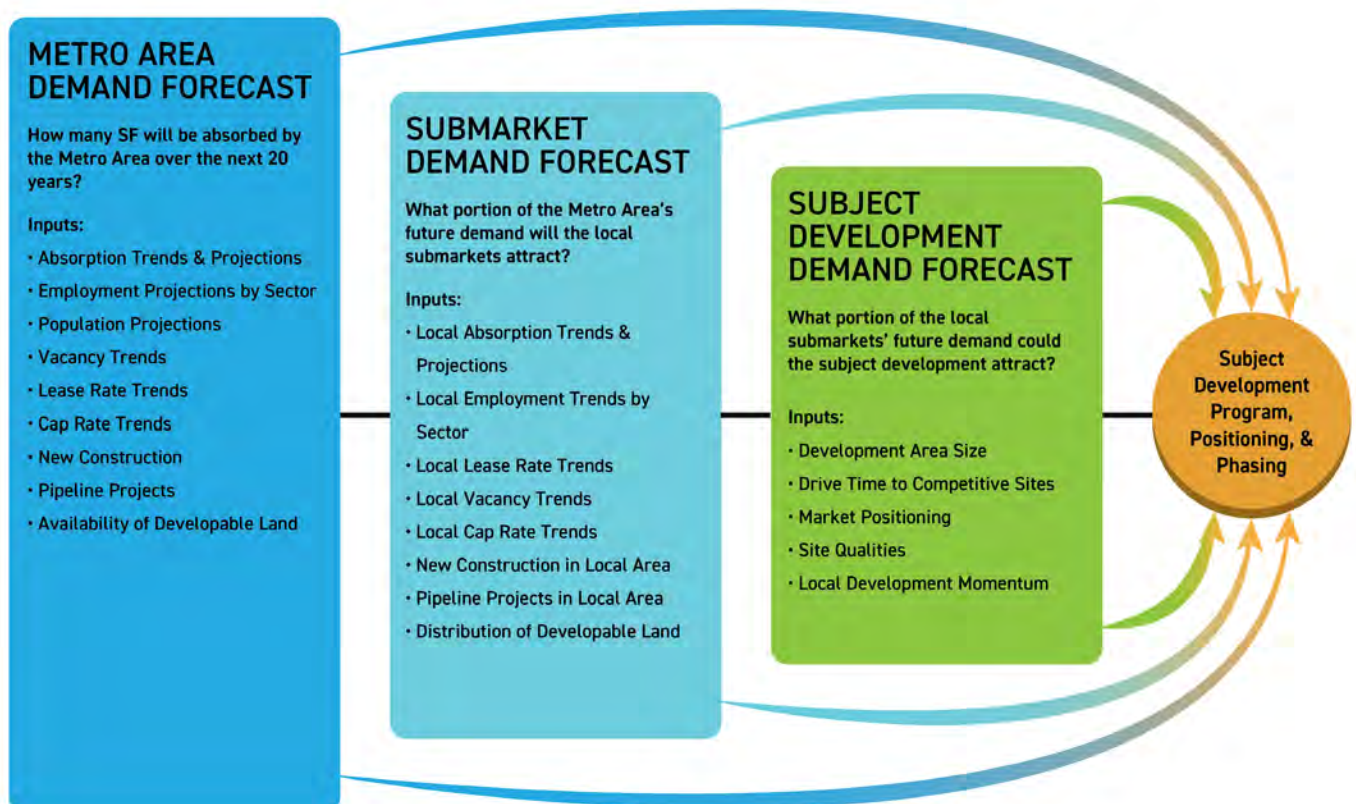 METRO AREA
DEMAND FORECAST
How many SF will be absorbed by
the Metro Area over the next 20
years?
Inputs:
• Absorption Trends & Projections
• Employment Projections by Sector
• Population Projections
• Vacancy Trends
• Lease Rate Trends
• Cap Rate Trends
• New Construction
• Pipeline Projects
• Availability of Developable Land
SUBMARKET
DEMAND FORECAST
What portion of the Metro Area's
future demand will the local
submarkets attract?
Inputs:
• Local Absorption Trends &
Projections
• Local Employment Trends by
Sector
• Local Lease Rate Trends
• Local Vacancy Trends
• Local Cap Rate Trends
• New Construction in Local Area
• Pipeline Projects in Local Area
• Distribution of Developable Land
SUBJECT
DEVELOPMENT
DEMAND FORECAST
What portion of the local
submarkets' future demand could
the subject development attract?
Inputs:
• Development Area Size
• Drive Time to Competitive Sites
• Market Positioning
• Site Qualities
• Local Development Momentum
Subject
Development
Program,
Positioning, &
Phasing